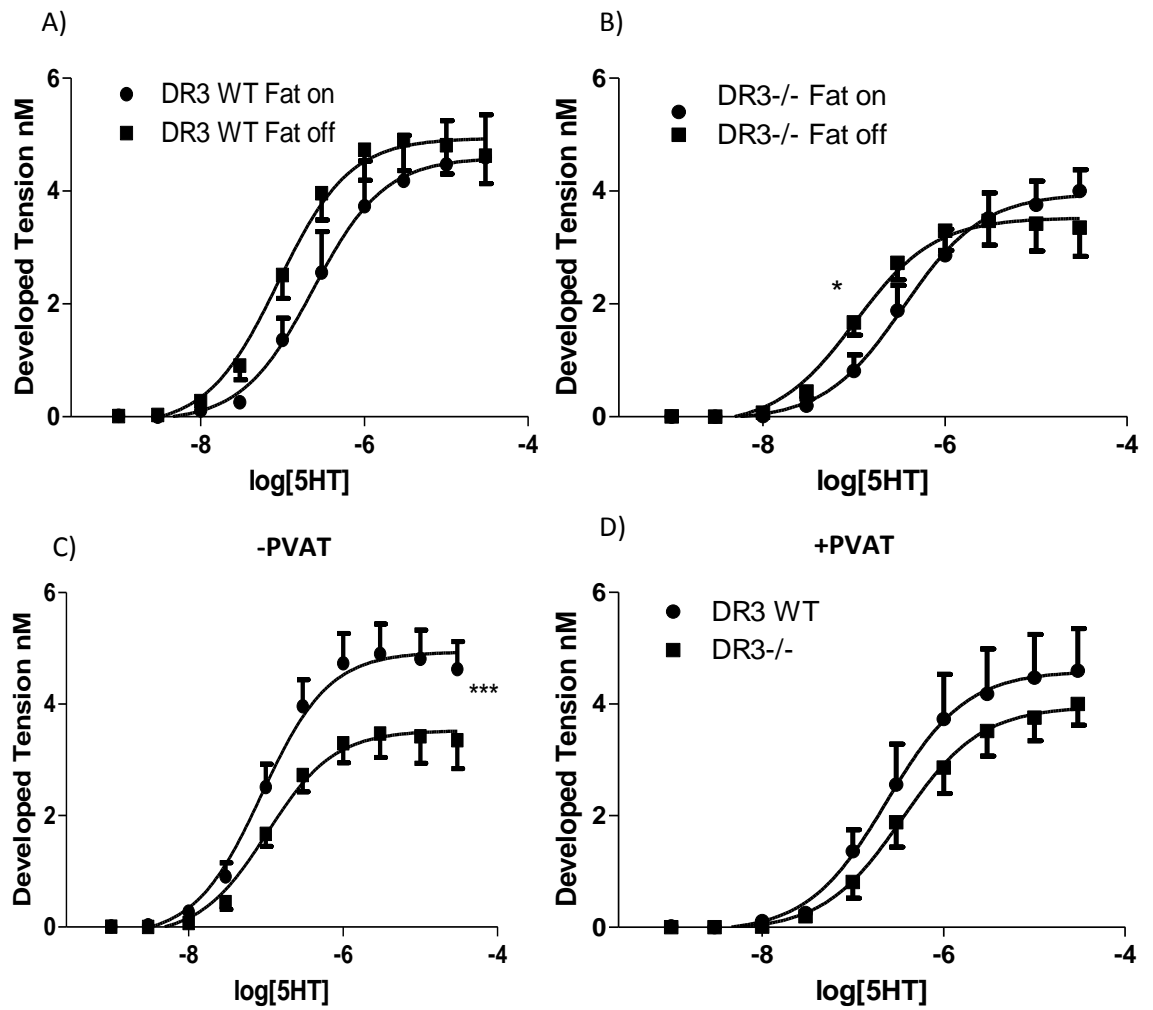 A)
DR3 WT Fat on
DR3 WT Fat off
Developed Tension nM
6
4
2
0
-8
-6
-4
log[5HT]
B)
DR3-/- Fat on
DR3-/- Fat off
Developed Tension nM
6
4
2
0
*
-8
-6
-4
log[5HT]
C)
-PVAT
Developed Tension nM
6
4
2
0
***
-8
-6
-4
log[5HT]
D)
+PVAT
DR3 WT
DR3-/-
Developed Tension nM
6
4
2
0
-8
-6
-4
log[5HT]